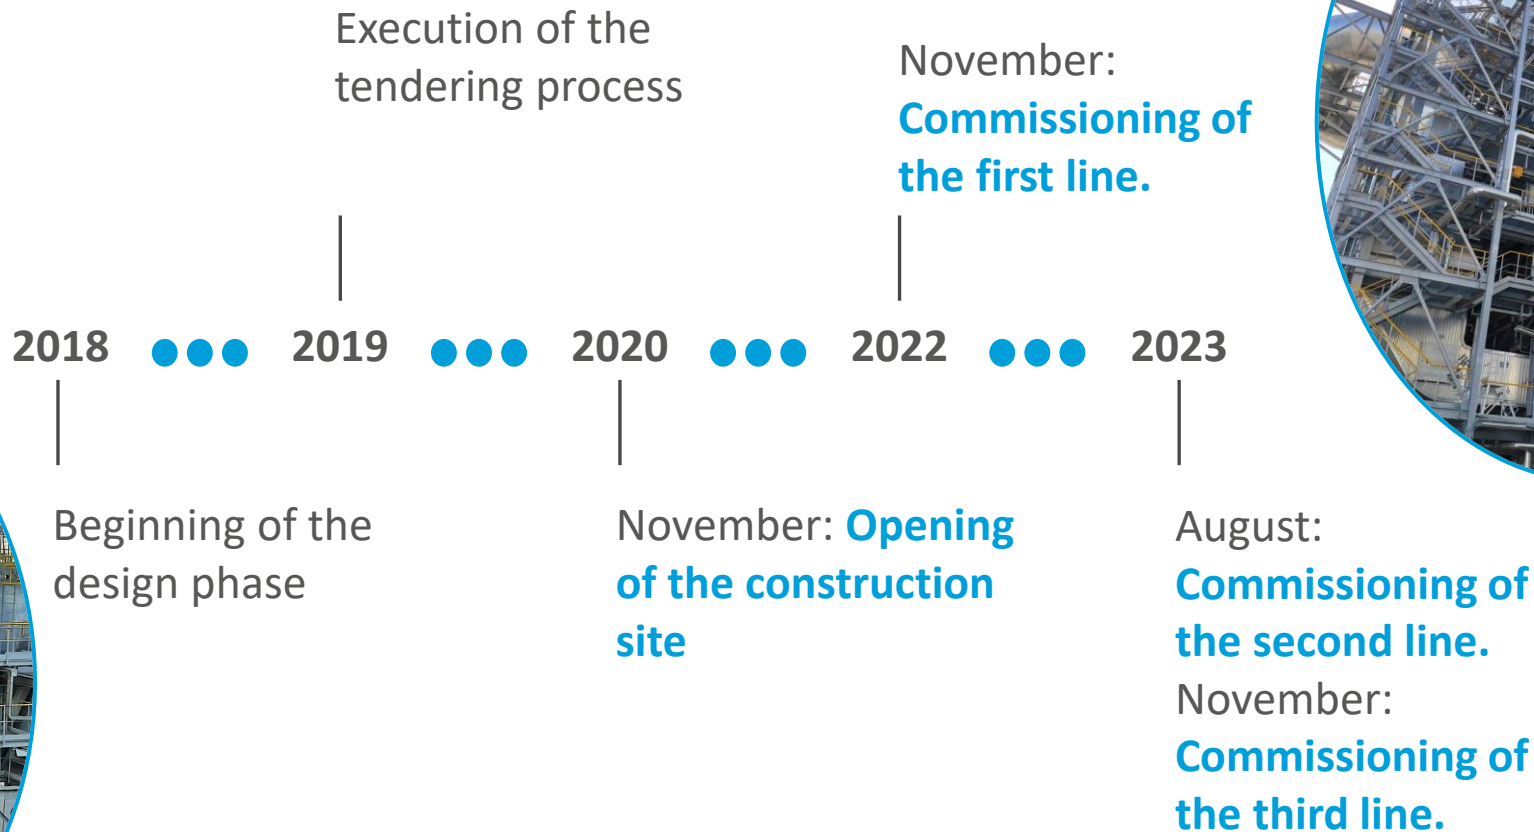 Execution of the
tendering process
November:
Commissioning of
the first line.
2018 2019 2020 2022 2023
Beginning of the
design phase
November: Opening
of the construction
site
August:
Commissioning of
the second line.
November:
Commissioning of
the third line.